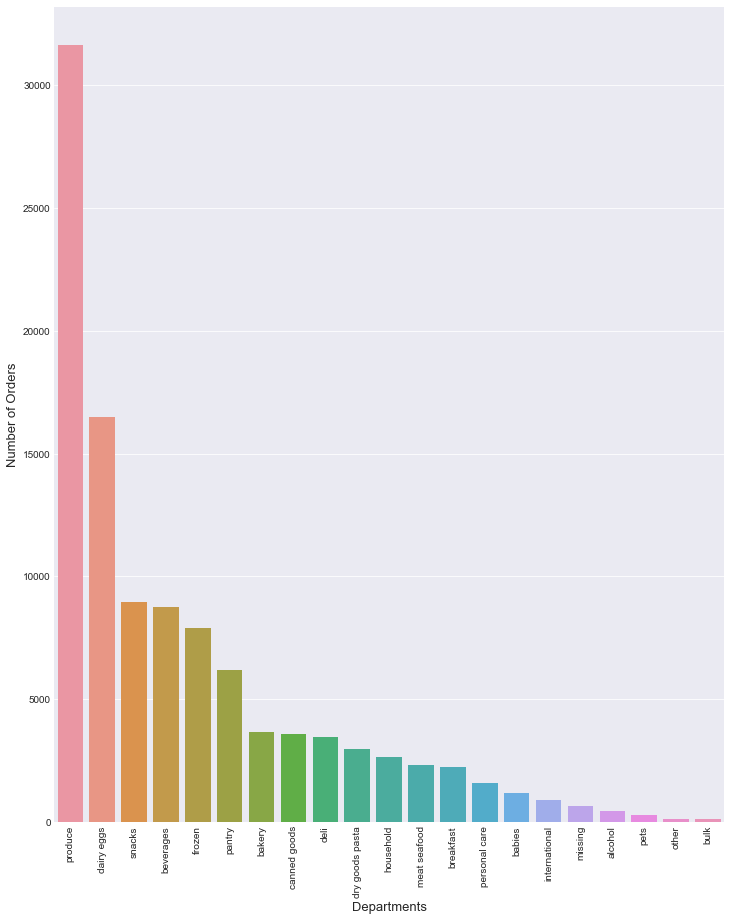 Number of Orders
30000
25000
20000
15000
10000
5000
0
produce
dairy eggs
snacks
beverages
frozen
pantry
bakery
canned goods
deli
dry goods pasta
household
meat seafood
breakfast
personal care
babies
international
missing
alcohol
pets
other
bulk
Departments